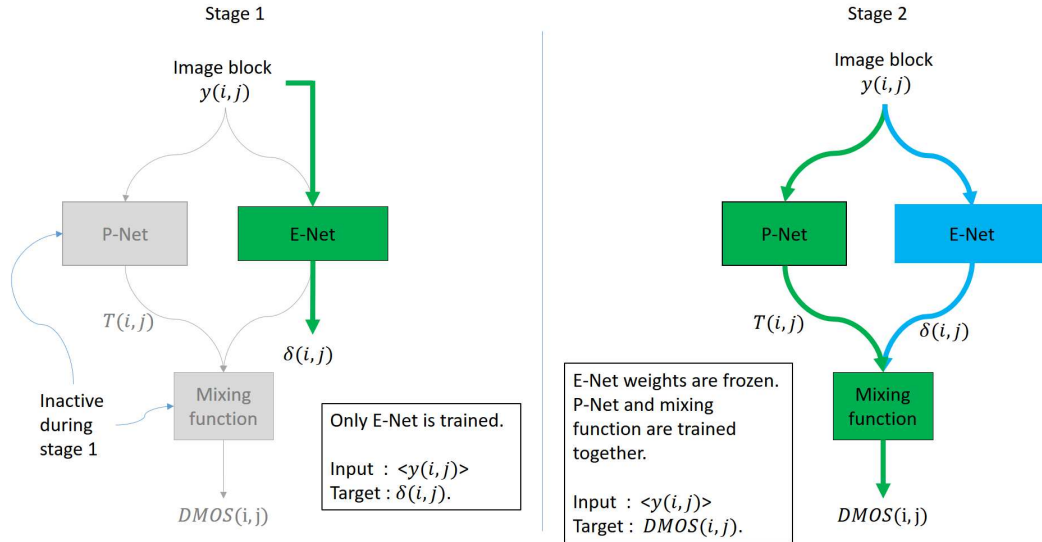 Stage 1
Image block
y(i, j)
P-Net
E-Net
T(i, j)
δ(i, j)
Mixing
function
Inactive
during
stage 1
DMOS(i, j)
Only E-Net is trained.
Input : <y(i, j)>
Target : δ(i, j).
Stage 2
Image block
y(i, j)
P-Net
E-Net
T(i, j)
δ(i, j)
Mixing
function
E-Net weights are frozen.
P-Net and mixing
function are trained
together.
Input : <y(i, j)>
Target : DMOS(i, j).
DMOS(i, j)